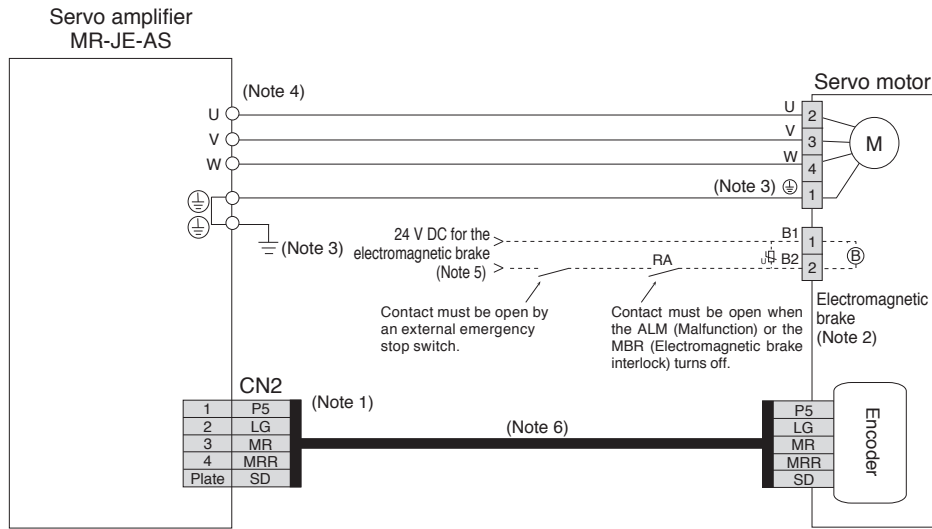 Servo amplifier
MR-JE-AS
(Note 4)
Servo motor
U
U
2
V
V
3
M
W
W
4
(Note 3)
1
(Note 3)
24 V DC for the
electromagnetic brake
(Note 5)
B1
1
RA
U
B2
2
B
Contact must be open by
an external emergency
stop switch.
Contact must be open when
the ALM (Malfunction) or the
MBR (Electromagnetic brake
interlock) turns off.
Electromagnetic
brake
(Note 2)
CN2
(Note 1)
(Note 6)
1 P5
2 LG
3 MR
4 MRR
Plate SD
P5
LG
MR
MRR
SD
Encoder